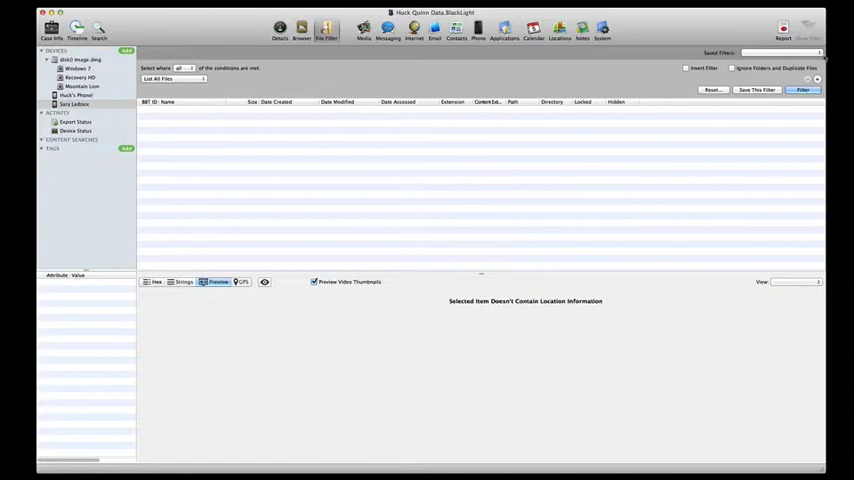 Huck Quinn Data.BlackLight
Case Info Timeline Search Details Browser File Filter Media Messaging Internet Email Contacts Phone Applications Calendar Locations Notes System Report Show Filter
DEVICES Add
disk0 image.dmg
Windows 7
Recovery HD
Mountain Lion
Huck's Phone!
Sara Ledoux
ACTIVITY
Export Status
Device Status
CONTENT SEARCHES
TAGS Add
Saved Filters:
Select where all of the conditions are met: Invert Filter Ignore Folders and Duplicate Files
List All Files
Reset... Save This Filter Filter
BBT ID Name Size Date Created Date Modified Date Accessed Extension Content Ext... Path Directory Locked Hidden
Attribute Value
Hex Strings Preview GPS Preview Video Thumbnails View:
Selected Item Doesn't Contain Location Information